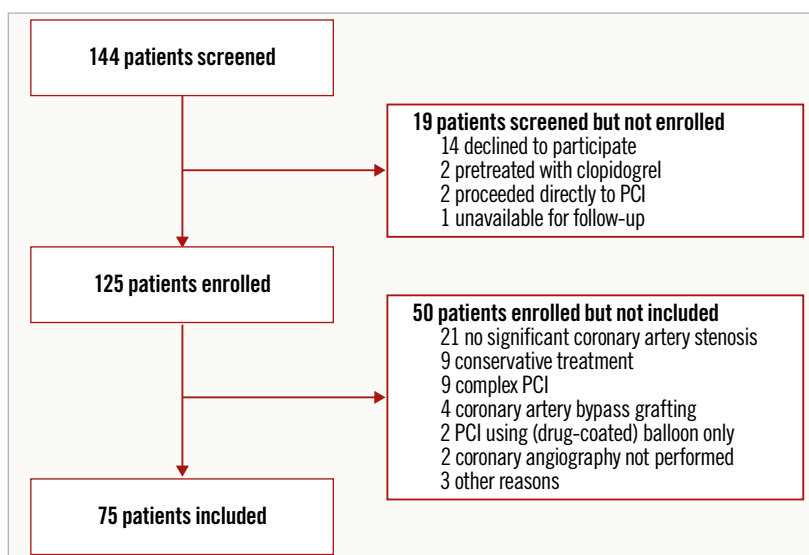 144 patients screened
19 patients screened but not enrolled
14 declined to participate
2 pretreated with clopidogrel
2 proceeded directly to PCI
1 unavailable for follow-up
125 patients enrolled
50 patients enrolled but not included
21 no significant coronary artery stenosis
9 conservative treatment
9 complex PCI
4 coronary artery bypass grafting
2 PCI using (drug-coated) balloon only
2 coronary angiography not performed
3 other reasons
75 patients included